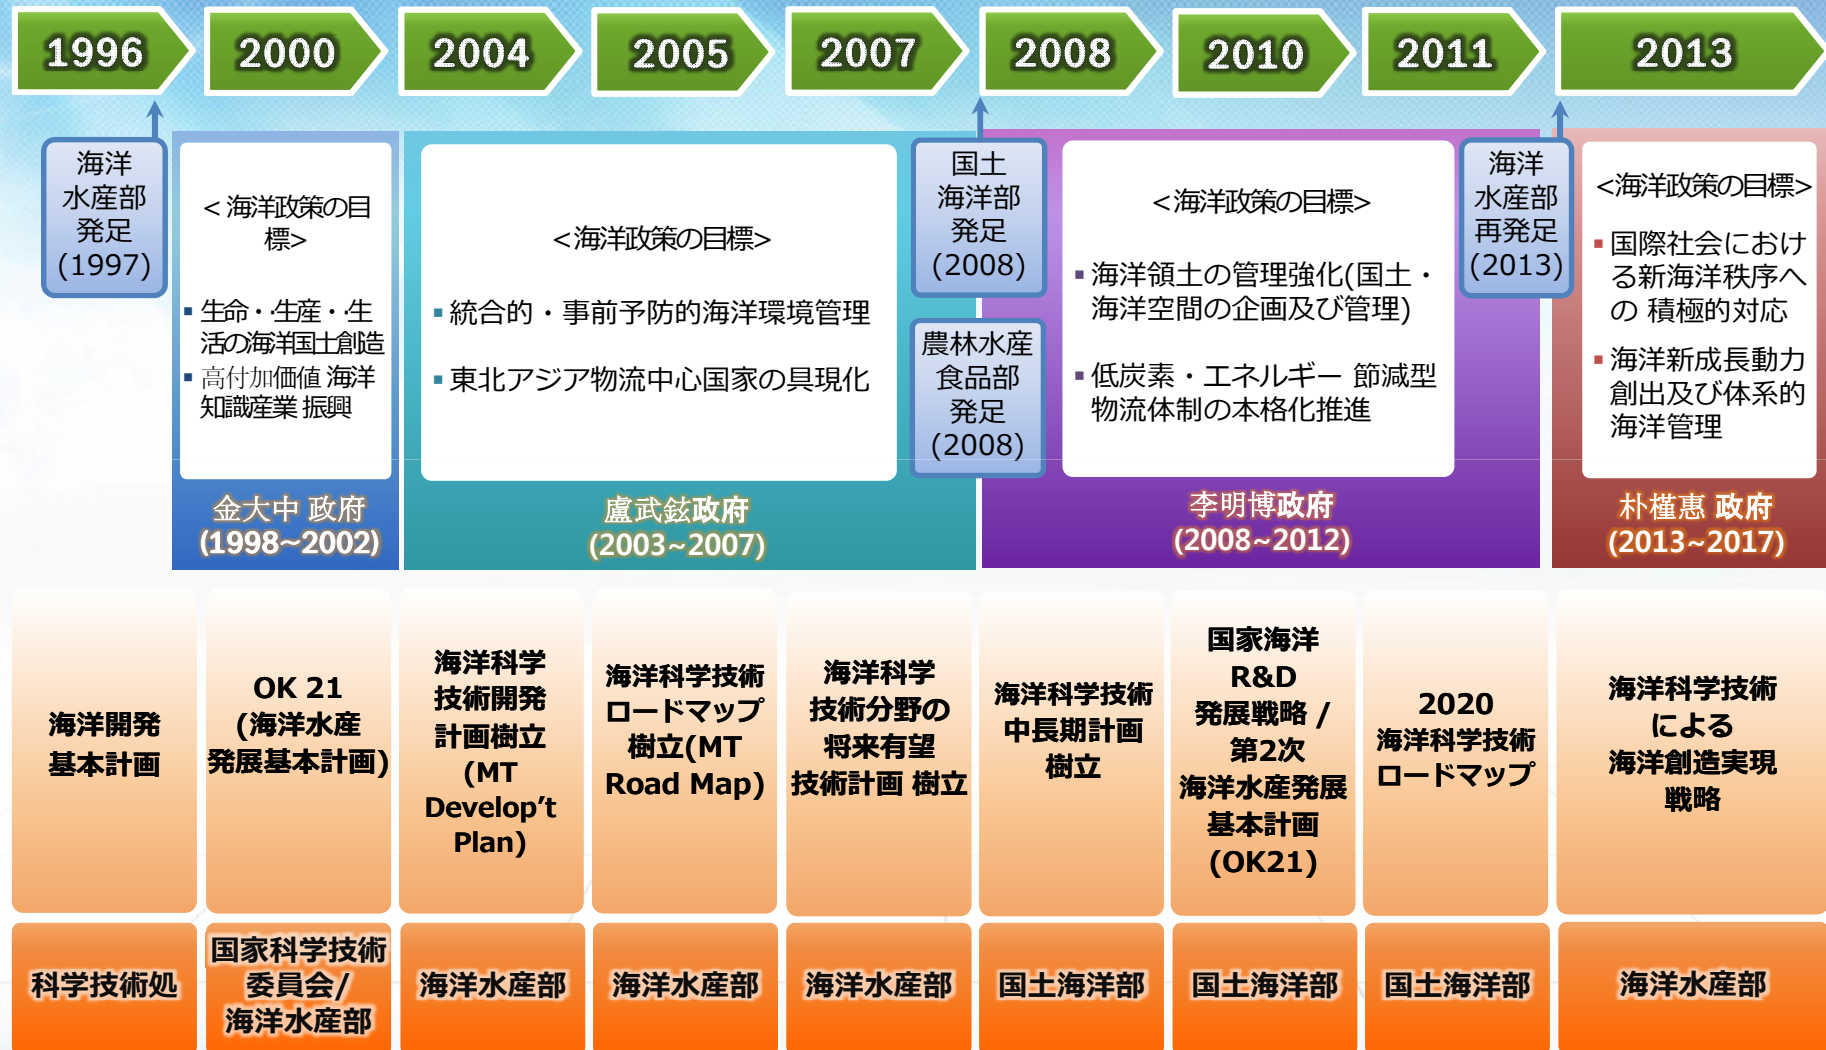 1996
2000
2004
2005
2007
2008
2010
2011
2013
海洋
水産部
発足
(1997)
< 海洋政策の目
標>
▪ 生命・·生産・·生
活の海洋国土創造
▪ 高付加価値 海洋
知識産業 振興
金大中 政府
(1998~2002)
<海洋政策の目標>
▪ 統合的・事前予防的海洋環境管理
▪ 東北アジア物流中心国家の具現化
盧武鉉政府
(2003~2007)
国土
海洋部
発足
(2008)
農林水産
食品部
発足
(2008)
<海洋政策の目標>
▪ 海洋領土の管理強化(国土・
海洋空間の企画及び管理)
▪ 低炭素・エネルギー 節減型
物流体制の本格化推進
李明博政府
(2008~2012)
海洋
水産部
再発足
(2013)
<海洋政策の目標>
▪ 国際社会におけ
る新海洋秩序へ
の 積極的対応
▪ 海洋新成長動力
創出及び体系的
海洋管理
朴槿惠 政府
(2013~2017)
海洋開発
基本計画
OK 21
(海洋水産
発展基本計画)
海洋科学
技術開発
計画樹立
(MT
Develop’t
Plan)
海洋科学技術
ロードマップ
樹立(MT
Road Map)
海洋科学
技術分野の
将来有望
技術計画 樹立
海洋科学技術
中長期計画
樹立
国家海洋
R&D
発展戦略 /
第2次
海洋水産発展
基本計画
(OK21)
2020
海洋科学技術
ロードマップ
海洋科学技術
による
海洋創造実現
戦略
科学技術処
国家科学技術
委員会/
海洋水産部
海洋水産部
海洋水産部
海洋水産部
国土海洋部
国土海洋部
国土海洋部
海洋水産部